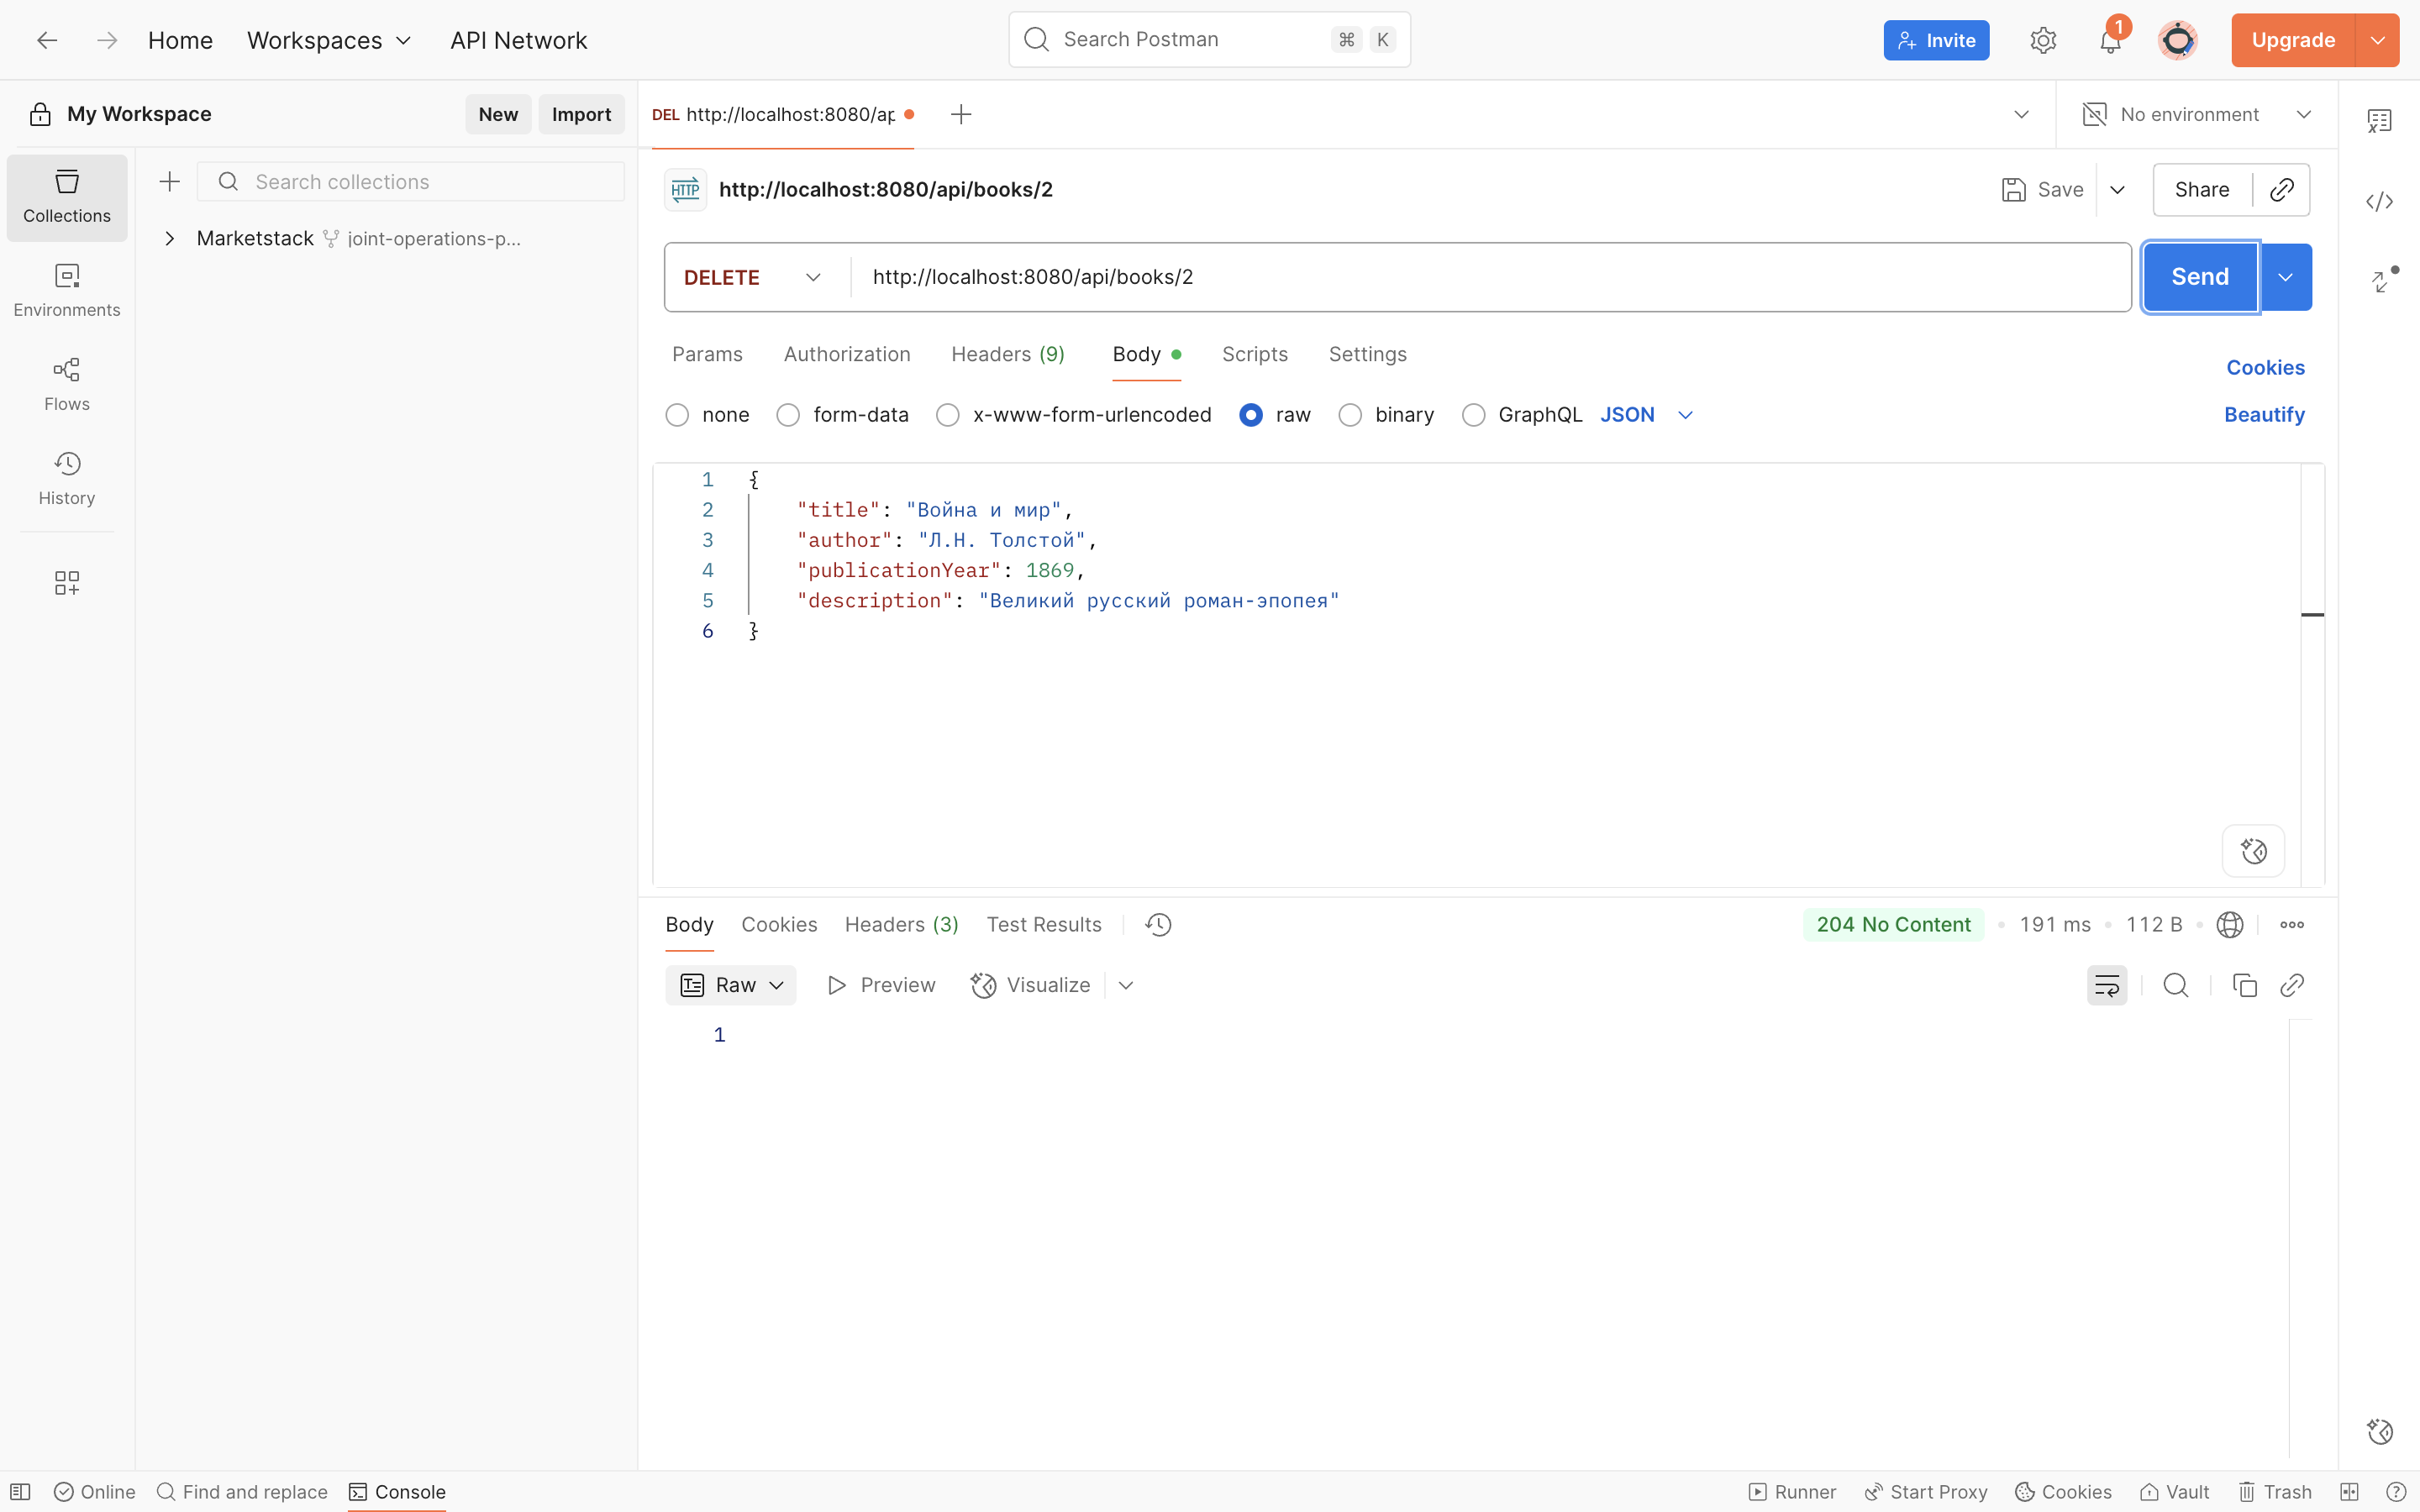 Home Workspaces API Network Search Postman ⌘ K Invite 1 Upgrade
My Workspace New Import DEL http://localhost:8080/ap No environment
Collections Search collections HTTP http://localhost:8080/api/books/2 Save Share
Marketstack joint-operations-p...
DELETE http://localhost:8080/api/books/2 Send
Environments
Params Authorization Headers (9) Body Scripts Settings Cookies
Flows
none form-data x-www-form-urlencoded raw binary GraphQL JSON Beautify
History
1 {
2 "title": "Война и мир",
3 "author": "Л.Н. Толстой",
4 "publicationYear": 1869,
5 "description": "Великий русский роман-эпопея"
6 }
Body Cookies Headers (3) Test Results 204 No Content 191 ms 112 B
Raw Preview Visualize
1
Online Find and replace Console Runner Start Proxy Cookies Vault Trash